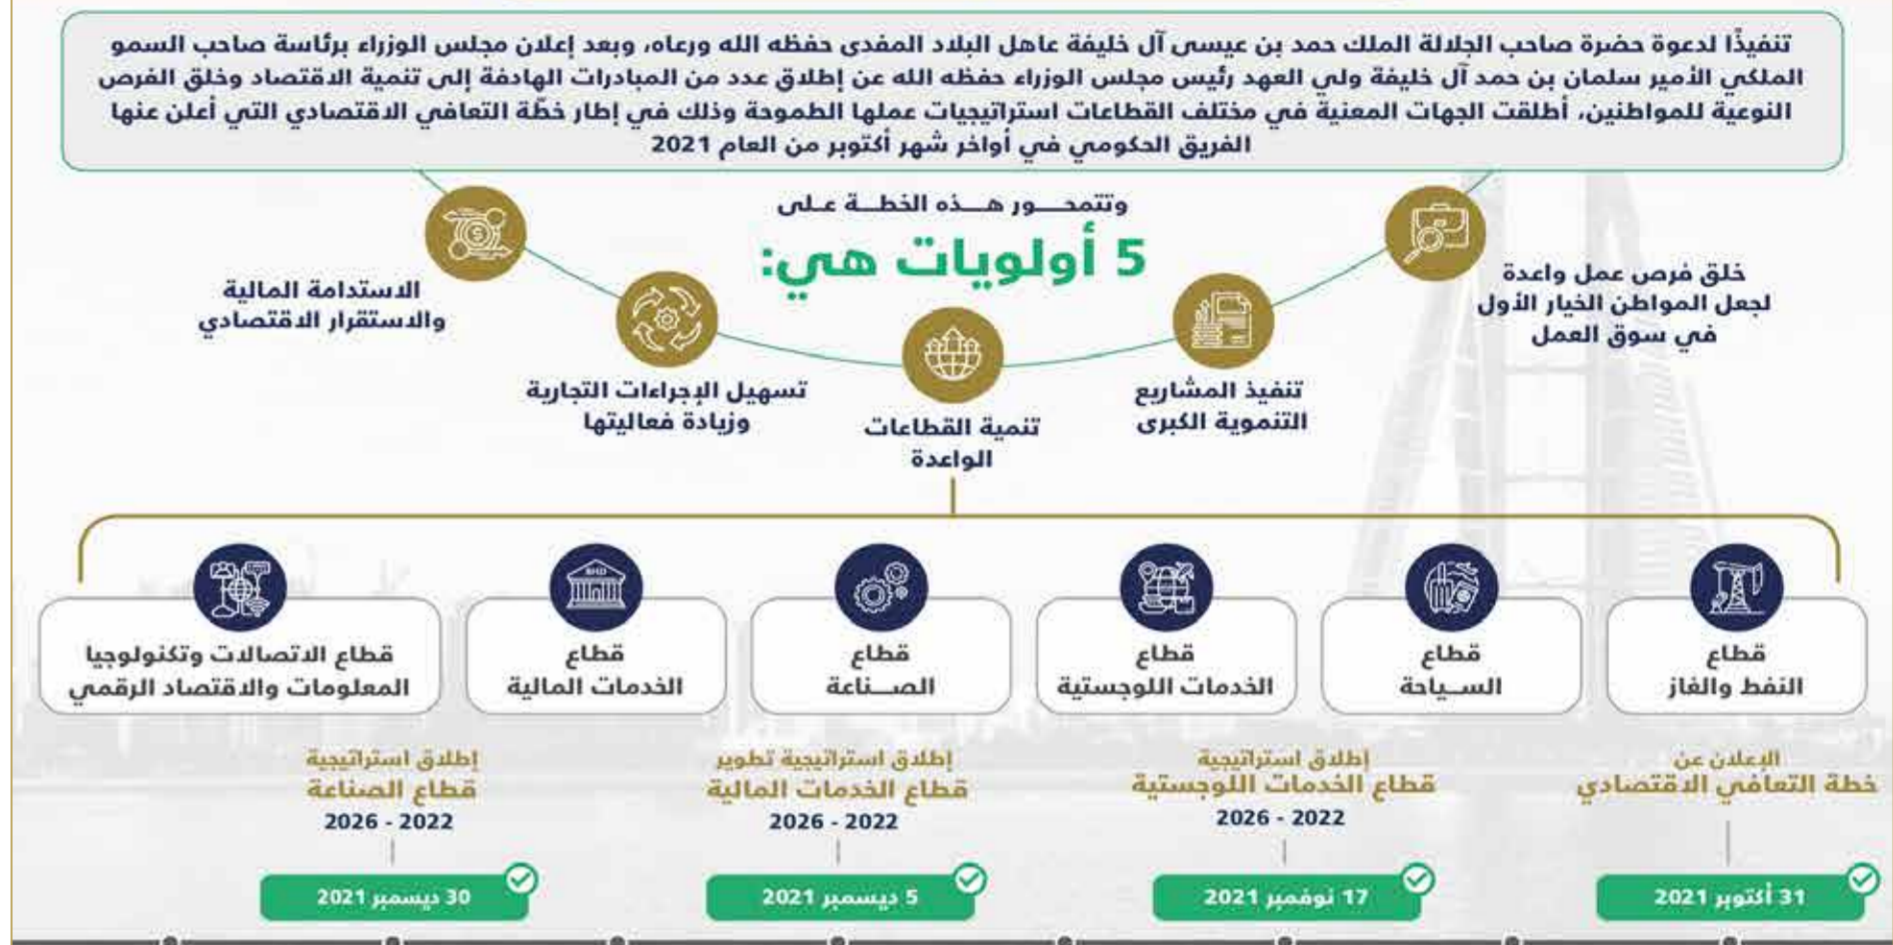 تنفيذًا لدعوة حضرة صاحب الجلالة الملك حمد بن عيسى آل خليفة عاهل البلاد المفدى حفظه الله ورعاه، وبعد إعلان مجلس الوزراء برئاسة صاحب السمو
الملكي الأمير سلمان بن حمد آل خليفة ولي العهد رئيس مجلس الوزراء حفظه الله عن إطلاق عدد من المبادرات الهادفة إلى تنمية الاقتصاد وخلق الفرص
النوعية للمواطنين، أطلقت الجهات المعنية في مختلف القطاعات استراتيجيات عملها الطموحة وذلك في إطار خطّة التعافي الاقتصادي التي أعلن عنها
الفريق الحكومي في أواخر شهر أكتوبر من العام 2021
وتتمحـــور هـــذه الخطـــة علـى
5 أولويات هي:
خلق فرص عمل واعدة
لجعل المواطن الخيار الأول
في سوق العمل
تنفيذ المشاريع
التنموية الكبرى
تنمية القطاعات
الواعدة
تسهيل الإجراءات التجارية
وزيادة فعاليتها
الاستدامة المالية
والاستقرار الاقتصادي
قطاع
النفط والغاز
قطاع
السـياحة
قطاع
الخدمات اللوجستية
قطاع
الصـــناعة
BHD
قطاع
الخدمات المالية
قطاع الاتصالات وتكنولوجيا
المعلومات والاقتصاد الرقمي
الإعلان عن
خطة التعافي الاقتصادي
31 أكتوبر 2021
إطلاق استراتيجية
قطاع الخدمات اللوجستية
2022 - 2026
17 نوفمبر 2021
إطلاق استراتيجية تطوير
قطاع الخدمات المالية
2022 - 2026
5 ديسمبر 2021
إطلاق استراتيجية
قطاع الصناعة
2022 - 2026
30 ديسمبر 2021